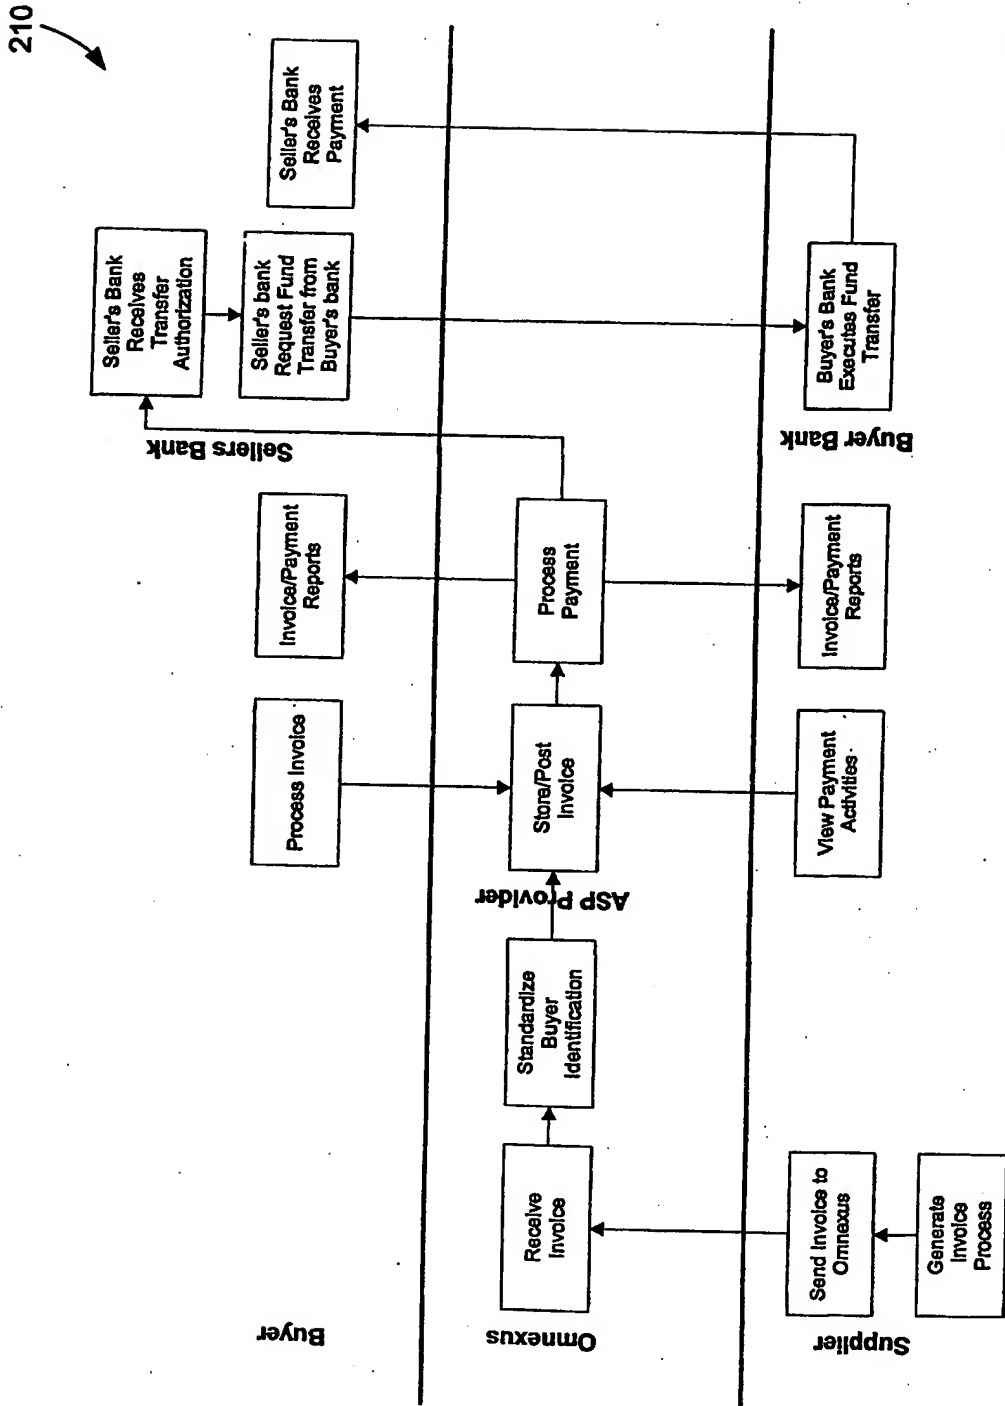 210
Buyer
Process Invoice
Invoice/Payment
Reports
Sellers Bank
Seller's Bank
Receives
Transfer
Authorization
Seller's bank
Request Fund
Transfer from
Buyer's bank
Seller's Bank
Receives
Payment
Omnexus
Receive
Invoice
Standardize
Buyer
Identification
ASP Provider
Store/Post
Invoice
Process
Payment
Supplier
Send Invoice to
Omnexus
Generate
Invoice
Process
View Payment
Activities
Invoice/Payment
Reports
Buyer Bank
Buyer's Bank
Executes Fund
Transfer